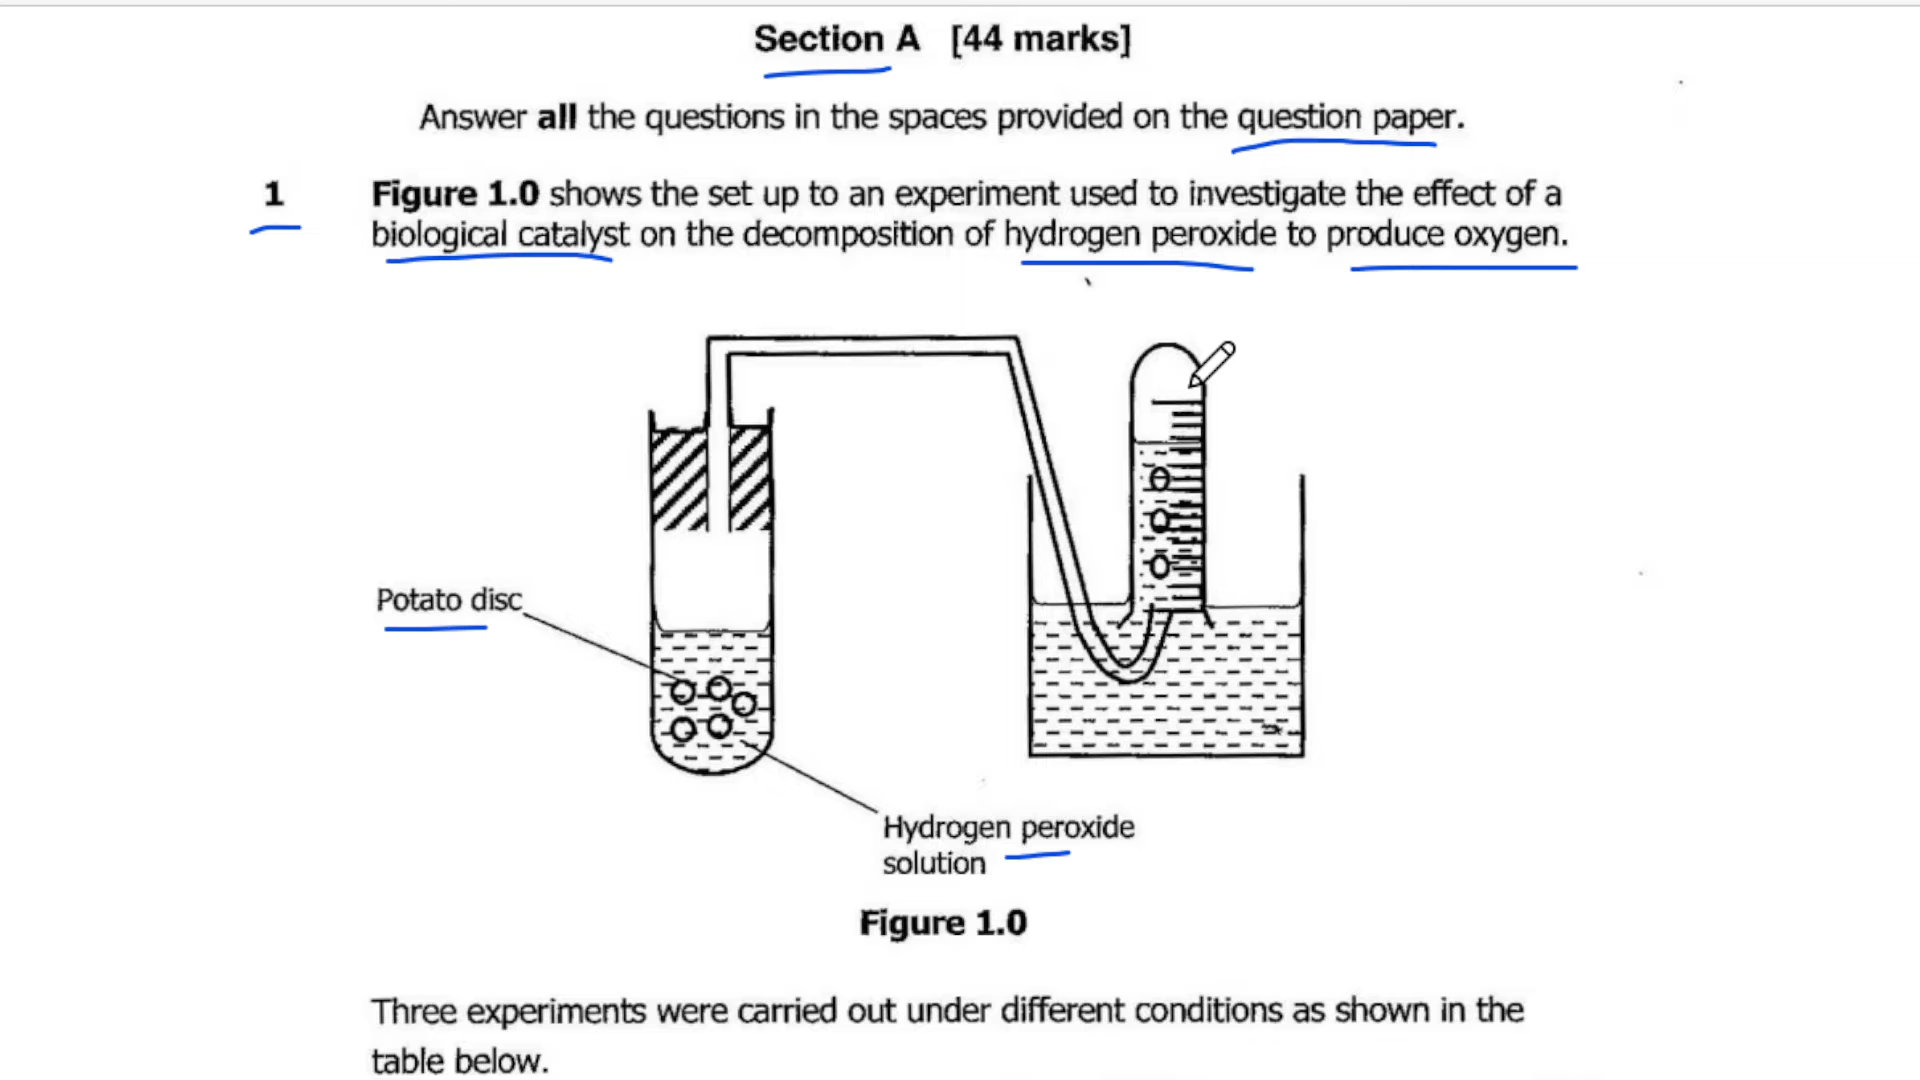 Section A [44 marks]
Answer all the questions in the spaces provided on the question paper.
1 Figure 1.0 shows the set up to an experiment used to investigate the effect of a
biological catalyst on the decomposition of hydrogen peroxide to produce oxygen.
Potato disc
Hydrogen peroxide
solution
Figure 1.0
Three experiments were carried out under different conditions as shown in the
table below.